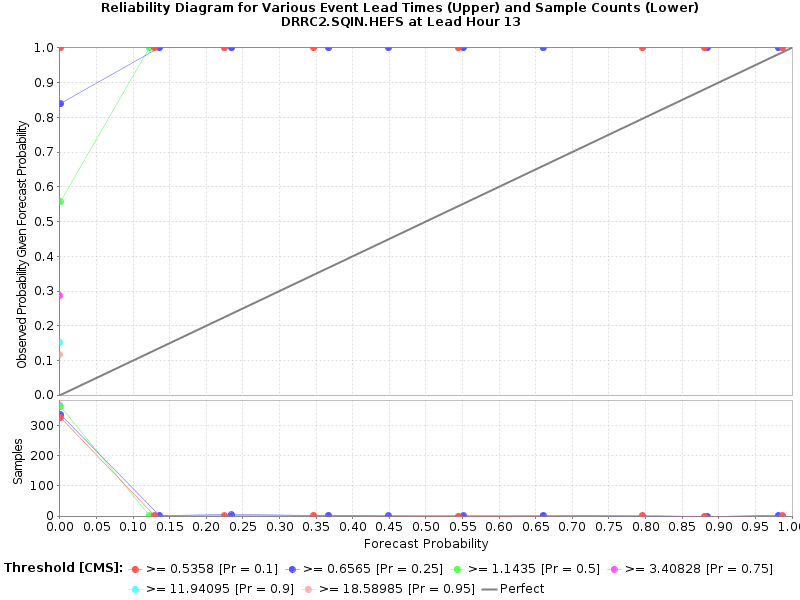 Reliability Diagram for Various Event Lead Times (Upper) and Sample Counts (Lower)
DRRC2.SQIN.HEFS at Lead Hour 13
Observed Probability Given Forecast Probability
1.0
0.9
0.8
0.7
0.6
0.5
0.4
0.3
0.2
0.1
0.0
Samples
300
200
100
0
0.00 0.05 0.10 0.15 0.20 0.25 0.30 0.35 0.40 0.45 0.50 0.55 0.60 0.65 0.70 0.75 0.80 0.85 0.90 0.95 1.0
Forecast Probability
Threshold [CMS]: >= 0.5358 [Pr = 0.1] >= 0.6565 [Pr = 0.25] >= 1.1435 [Pr = 0.5] >= 3.40828 [Pr = 0.75]
>= 11.94095 [Pr = 0.9] >= 18.58985 [Pr = 0.95] Perfect